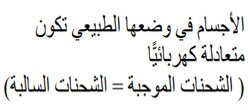 الأجسام في وضعها الطبيعي تكون
متعادلة كهربائيًّا
( الشحنات الموجبة = الشحنات السالبة)